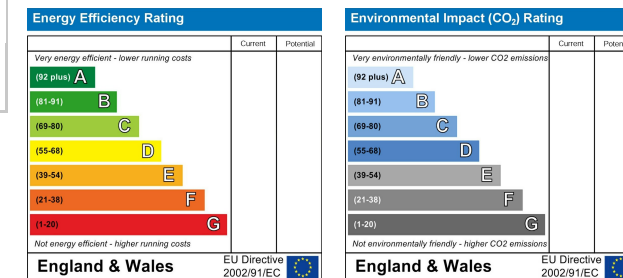 Energy Efficiency Rating
Current Potential
Very energy efficient - lower running costs
(92 plus) A
(81-91) B
(69-80) C
(55-68) D
(39-54) E
(21-38) F
(1-20) G
Not energy efficient - higher running costs
England & Wales
EU Directive
2002/91/EC
Environmental Impact (CO₂) Rating
Current Poten
Very environmentally friendly - lower CO2 emissions
(92 plus) A
(81-91) B
(69-80) C
(55-68) D
(39-54) E
(21-38) F
(1-20) G
Not environmentally friendly - higher CO2 emissions
England & Wales
EU Directive
2002/91/EC